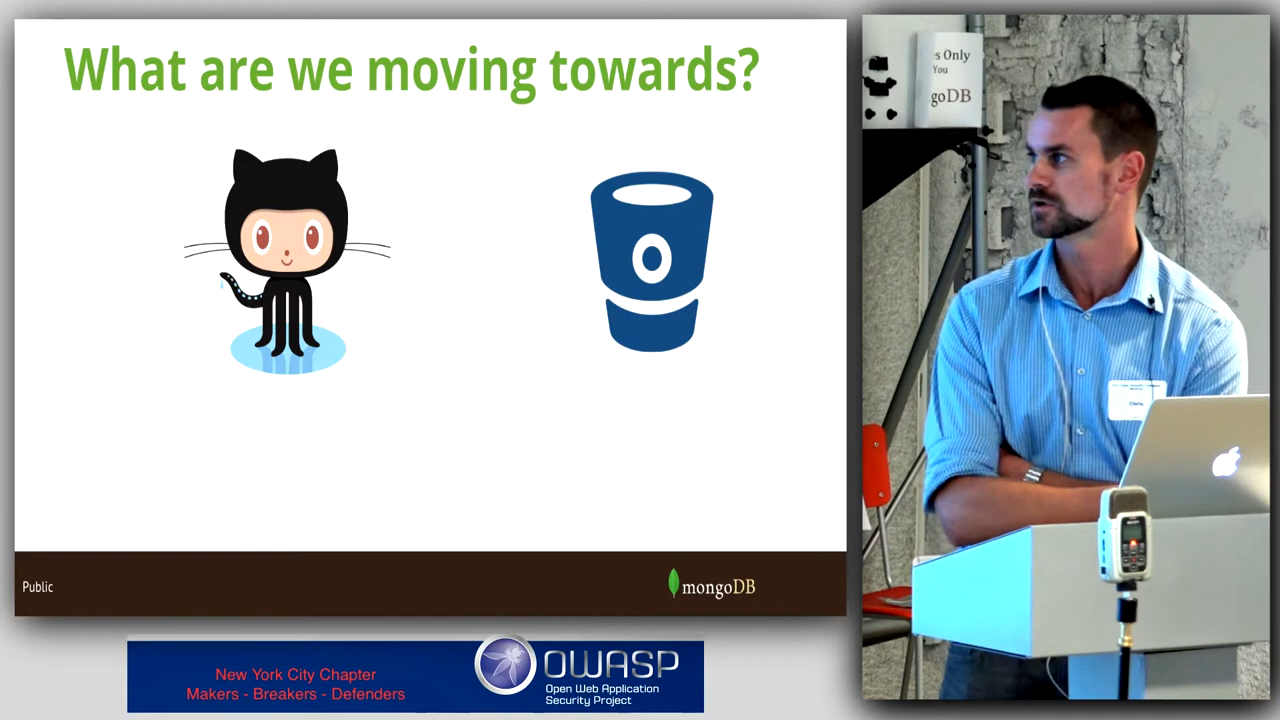 What are we moving towards?
s Only
You
goDB
Public
mongoDB
New York City Chapter
Makers - Breakers - Defenders
OWASP
Open Web Application
Security Project